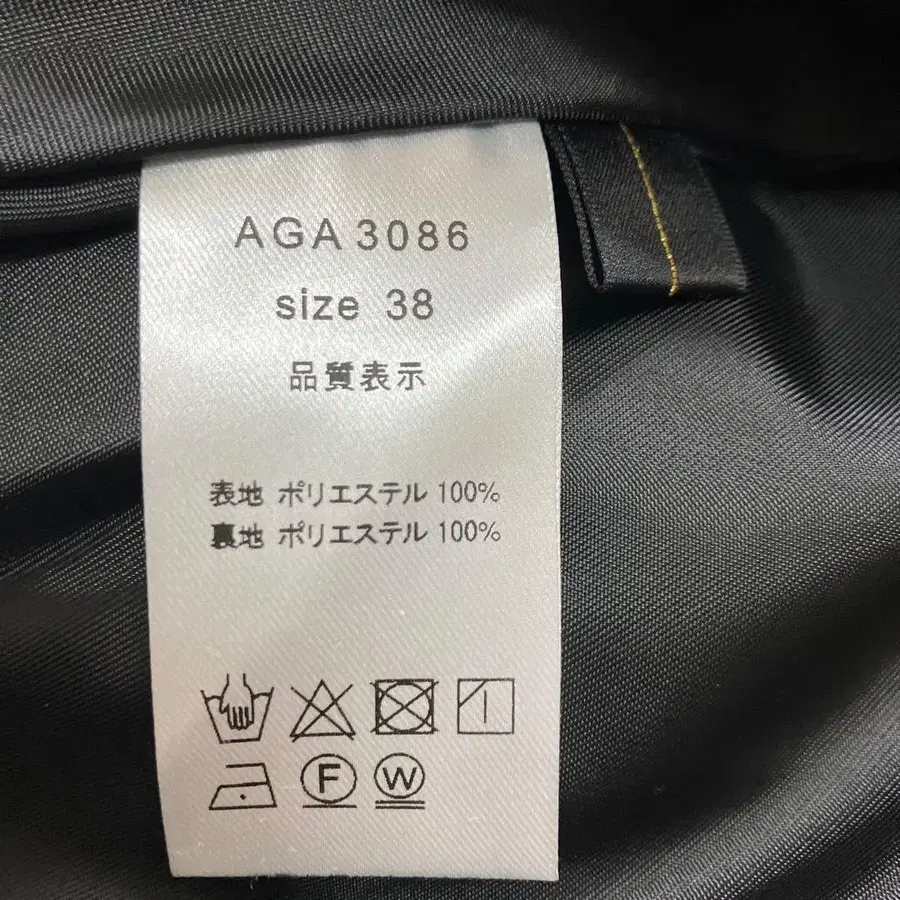 AGA 3086
size 38
品質表示
表地 ポリエステル 100%
裏地 ポリエステル 100%
F W